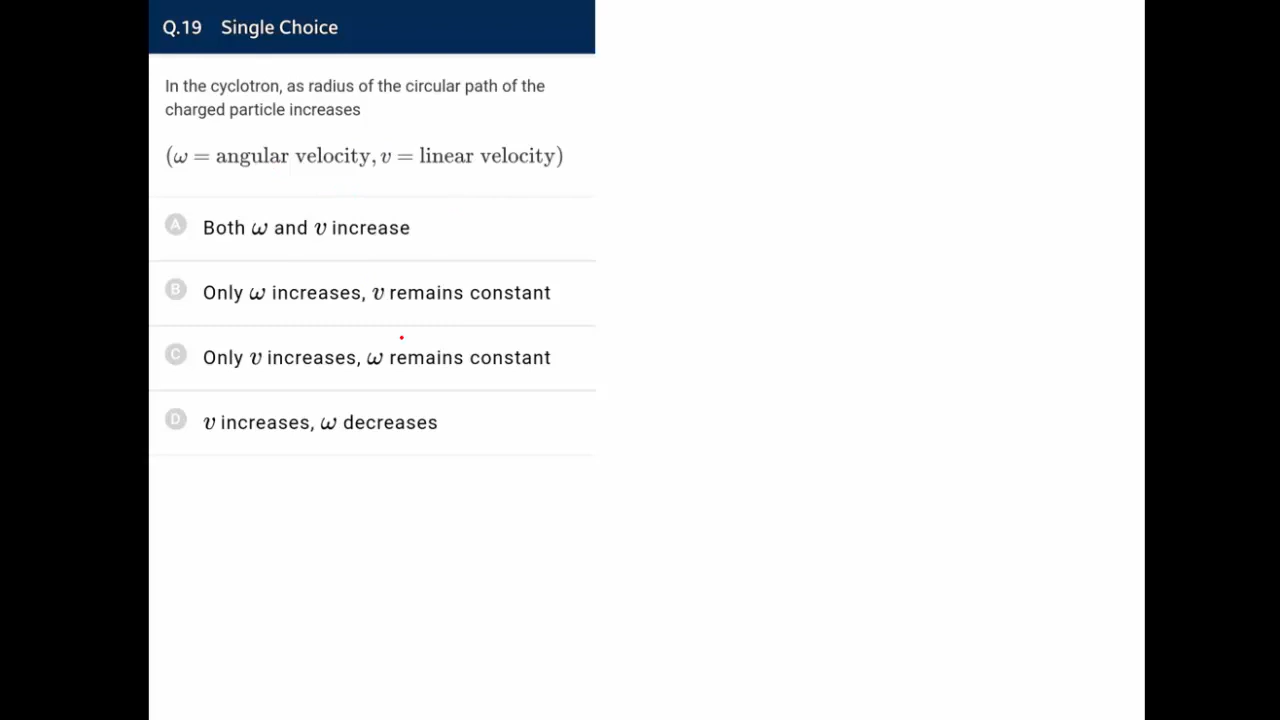 Q.19 Single Choice
In the cyclotron, as radius of the circular path of the
charged particle increases
(ω = angular velocity, v = linear velocity)
A Both ω and v increase
B Only ω increases, v remains constant
C Only v increases, ω remains constant
D v increases, ω decreases